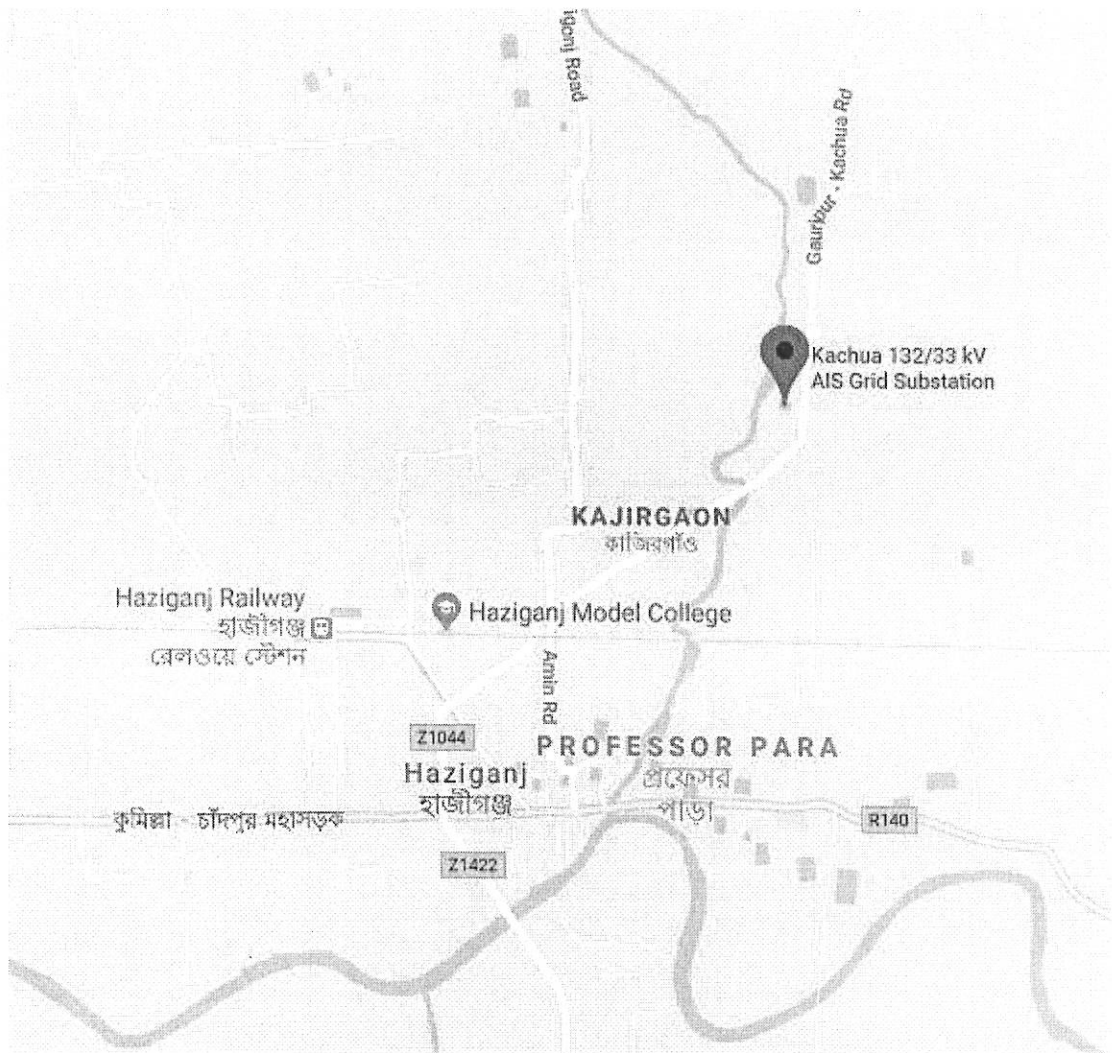 igonj Road
Gauripur - Kachua Rd
Kachua 132/33 kV
AIS Grid Substation
KAJIRGAON
কাজিরগাঁও
Haziganj Railway
হাজীগঞ্জ
রেলওয়ে স্টেশন
Haziganj Model College
Amin Rd
Z1044
PROFESSOR PARA
প্রফেসর
পাড়া
Haziganj
হাজীগঞ্জ
কুমিল্লা - চাঁদপুর মহাসড়ক
R140
Z1422